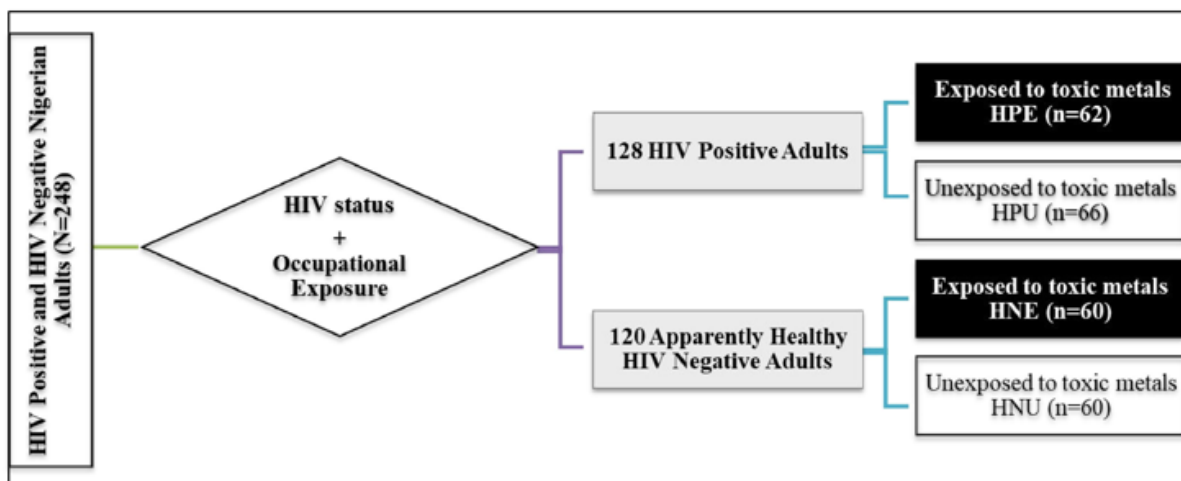 HIV Positive and HIV Negative Nigerian
Adults (N=248)
HIV status
+
Occupational
Exposure
128 HIV Positive Adults
Exposed to toxic metals
HPE (n=62)
Unexposed to toxic metals
HPU (n=66)
120 Apparently Healthy
HIV Negative Adults
Exposed to toxic metals
HNE (n=60)
Unexposed to toxic metals
HNU (n=60)